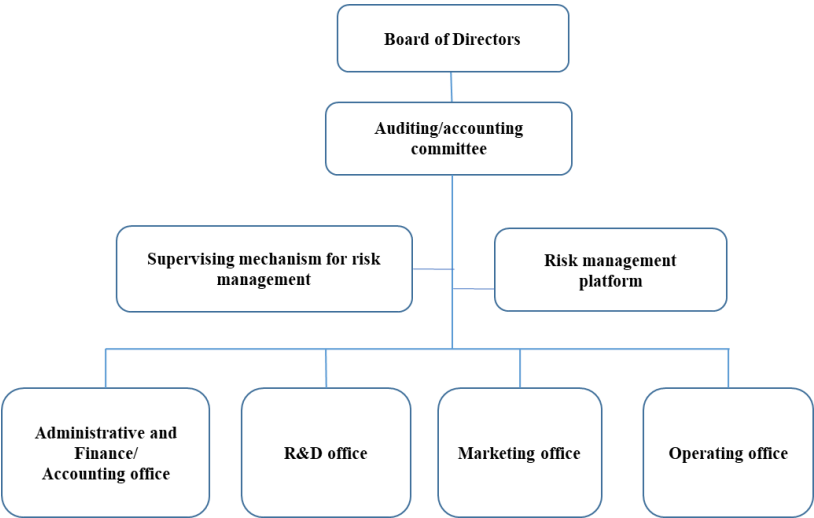 Board of Directors
Auditing/accounting
committee
Supervising mechanism for risk
management
Risk management
platform
Administrative and
Finance/
Accounting office
R&D office
Marketing office
Operating office